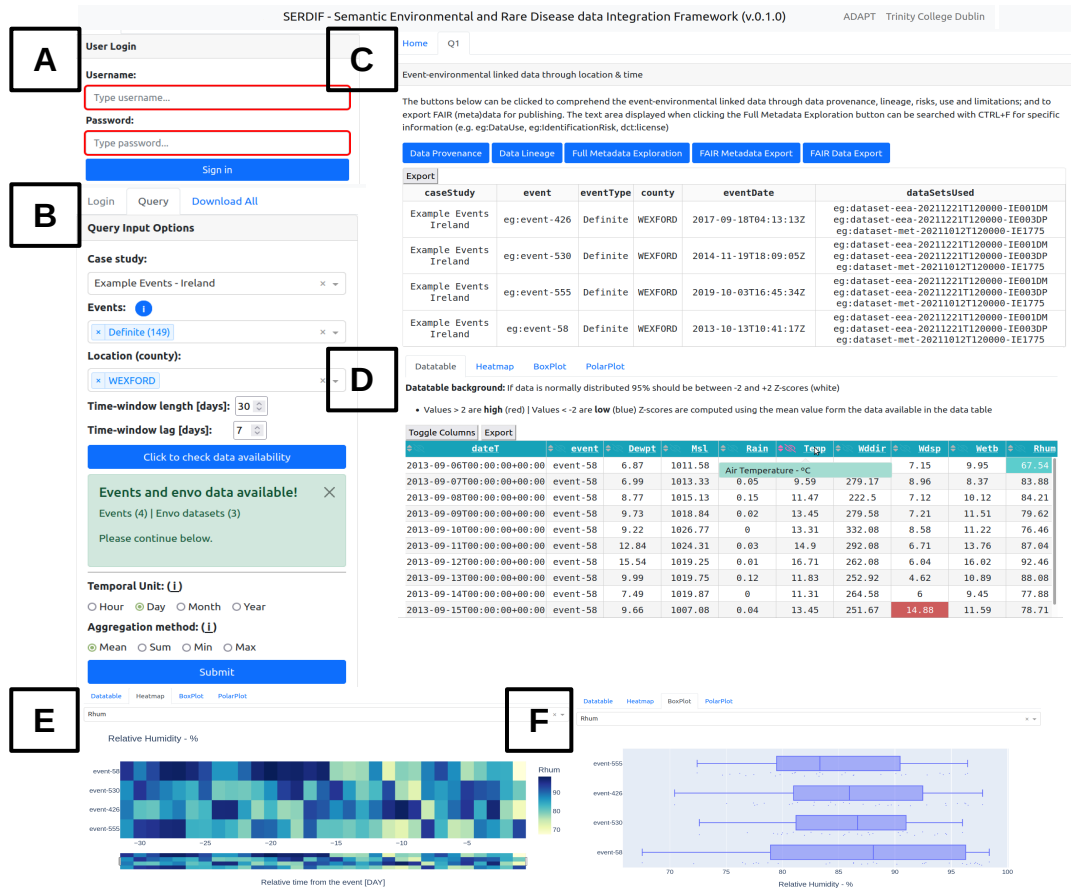 SERDIF - Semantic Environmental and Rare Disease data Integration Framework (v.0.1.0)
ADAPT Trinity College Dublin
A
User Login
Username:
Type username...
Password:
Type password...
Sign in
B
Login Query Download All
Query Input Options
Case study:
Example Events - Ireland
Events: i
× Definite (149)
Location (county):
× WEXFORD
Time-window length [days]: 30
Time-window lag [days]: 7
Click to check data availability
Events and envo data available!
Events (4) | Envo datasets (3)
Please continue below.
Temporal Unit: (i)
Hour Day Month Year
Aggregation method: (i)
Mean Sum Min Max
Submit
C
Home Q1
Event-environmental linked data through location & time
The buttons below can be clicked to comprehend the event-environmental linked data through data provenance, lineage, risks, use and limitations; and to
export FAIR (meta)data for publishing. The text area displayed when clicking the Full Metadata Exploration button can be searched with CTRL+F for specific
information (e.g. eg:DataUse, eg:IdentificationRisk, dct:license)
Data Provenance Data Lineage Full Metadata Exploration FAIR Metadata Export FAIR Data Export
Export
caseStudy event eventType county eventDate dataSetsUsed
Example Events Ireland eg:event-426 Definite WEXFORD 2017-09-18T04:13:13Z eg:dataset-eea-20211221T120000-IE001DM
eg:dataset-eea-20211221T120000-IE003DP
eg:dataset-met-20211012T120000-IE1775
Example Events Ireland eg:event-530 Definite WEXFORD 2014-11-19T18:09:05Z eg:dataset-eea-20211221T120000-IE001DM
eg:dataset-eea-20211221T120000-IE003DP
eg:dataset-met-20211012T120000-IE1775
Example Events Ireland eg:event-555 Definite WEXFORD 2019-10-03T16:45:34Z eg:dataset-eea-20211221T120000-IE001DM
eg:dataset-eea-20211221T120000-IE003DP
eg:dataset-met-20211012T120000-IE1775
Example Events Ireland eg:event-58 Definite WEXFORD 2013-10-13T10:41:17Z eg:dataset-eea-20211221T120000-IE001DM
eg:dataset-eea-20211221T120000-IE003DP
eg:dataset-met-20211012T120000-IE1775
D
Datatable Heatmap BoxPlot PolarPlot
Datatable background: If data is normally distributed 95% should be between -2 and +2 Z-scores (white)
• Values > 2 are high (red) | Values < -2 are low (blue) Z-scores are computed using the mean value form the data available in the data table
Toggle Columns Export
dateT event Dewpt Msl Rain Temp Wddir Wdsp Wetb Rhum
2013-09-06T00:00:00+00:00 event-58 6.87 1011.58 7.15 9.95 67.54
Air Temperature - ºC
2013-09-07T00:00:00+00:00 event-58 6.99 1013.33 0.05 9.59 279.17 8.96 8.37 83.88
2013-09-08T00:00:00+00:00 event-58 7.77 1015.13 0.15 11.47 222.5 7.12 10.12 84.21
2013-09-09T00:00:00+00:00 event-58 9.73 1018.84 0.02 13.45 279.58 7.21 11.51 79.62
2013-09-10T00:00:00+00:00 event-58 9.22 1026.77 0 13.31 332.08 8.58 11.22 76.46
2013-09-11T00:00:00+00:00 event-58 12.84 1024.31 0.03 14.9 292.08 6.71 13.76 87.04
2013-09-12T00:00:00+00:00 event-58 15.54 1019.25 0.01 16.71 262.08 6.04 16.02 92.46
2013-09-13T00:00:00+00:00 event-58 9.99 1019.75 0.12 11.83 252.92 4.62 10.89 88.08
2013-09-14T00:00:00+00:00 event-58 7.49 1019.87 0 11.31 264.58 6 9.45 77.88
2013-09-15T00:00:00+00:00 event-58 9.66 1007.08 0.04 13.45 251.67 14.88 11.59 78.71
E
Datatable Heatmap BoxPlot PolarPlot
Rhum
Relative Humidity - %
Rhum
event-58
event-530
event-426
event-555
90
80
70
−30 −25 −20 −15 −10 −5
Relative time from the event [DAY]
F
Datatable Heatmap BoxPlot PolarPlot
Rhum
event-555
event-426
event-530
event-58
70 75 80 85 90 95 100
Relative Humidity - %